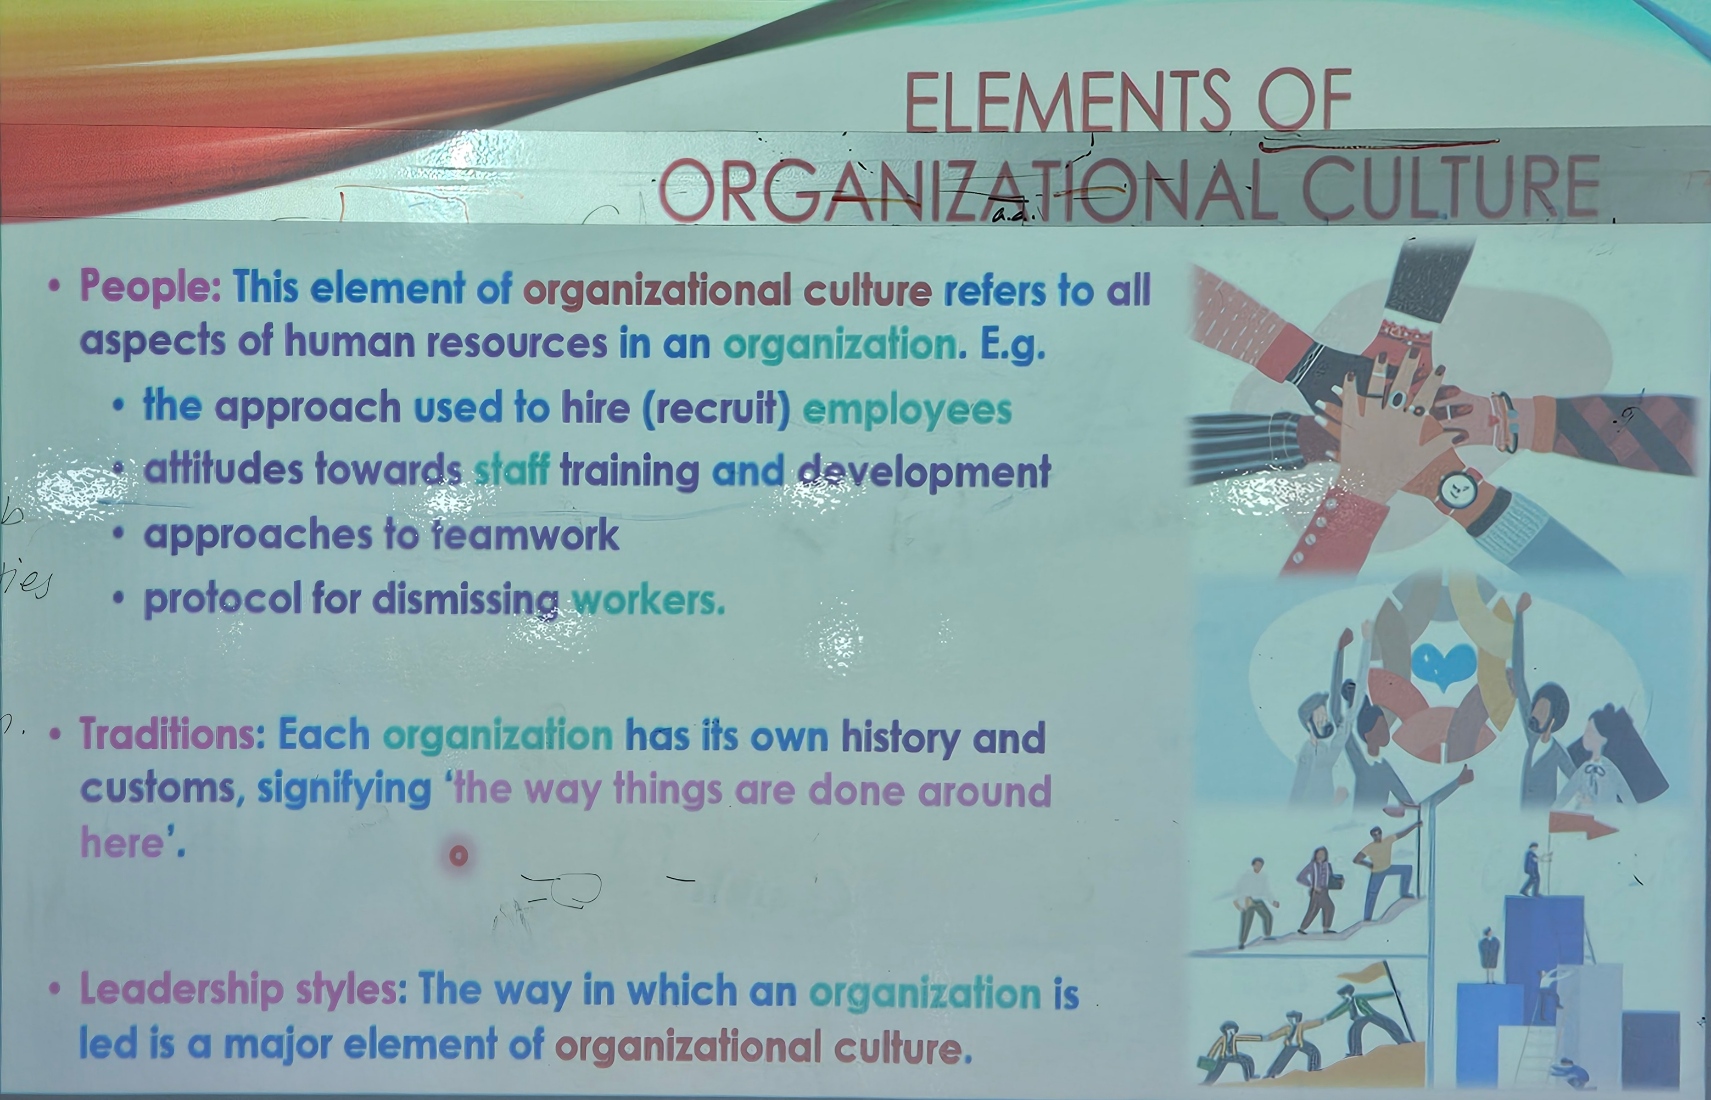 ELEMENTS OF
ORGANIZATIONAL CULTURE
a.a.
• People: This element of organizational culture refers to all
aspects of human resources in an organization. E.g.
• the approach used to hire (recruit) employees
• attitudes towards staff training and development
• approaches to teamwork
• protocol for dismissing workers.
• Traditions: Each organization has its own history and
customs, signifying ‘the way things are done around
here’.
• Leadership styles: The way in which an organization is
led is a major element of organizational culture.